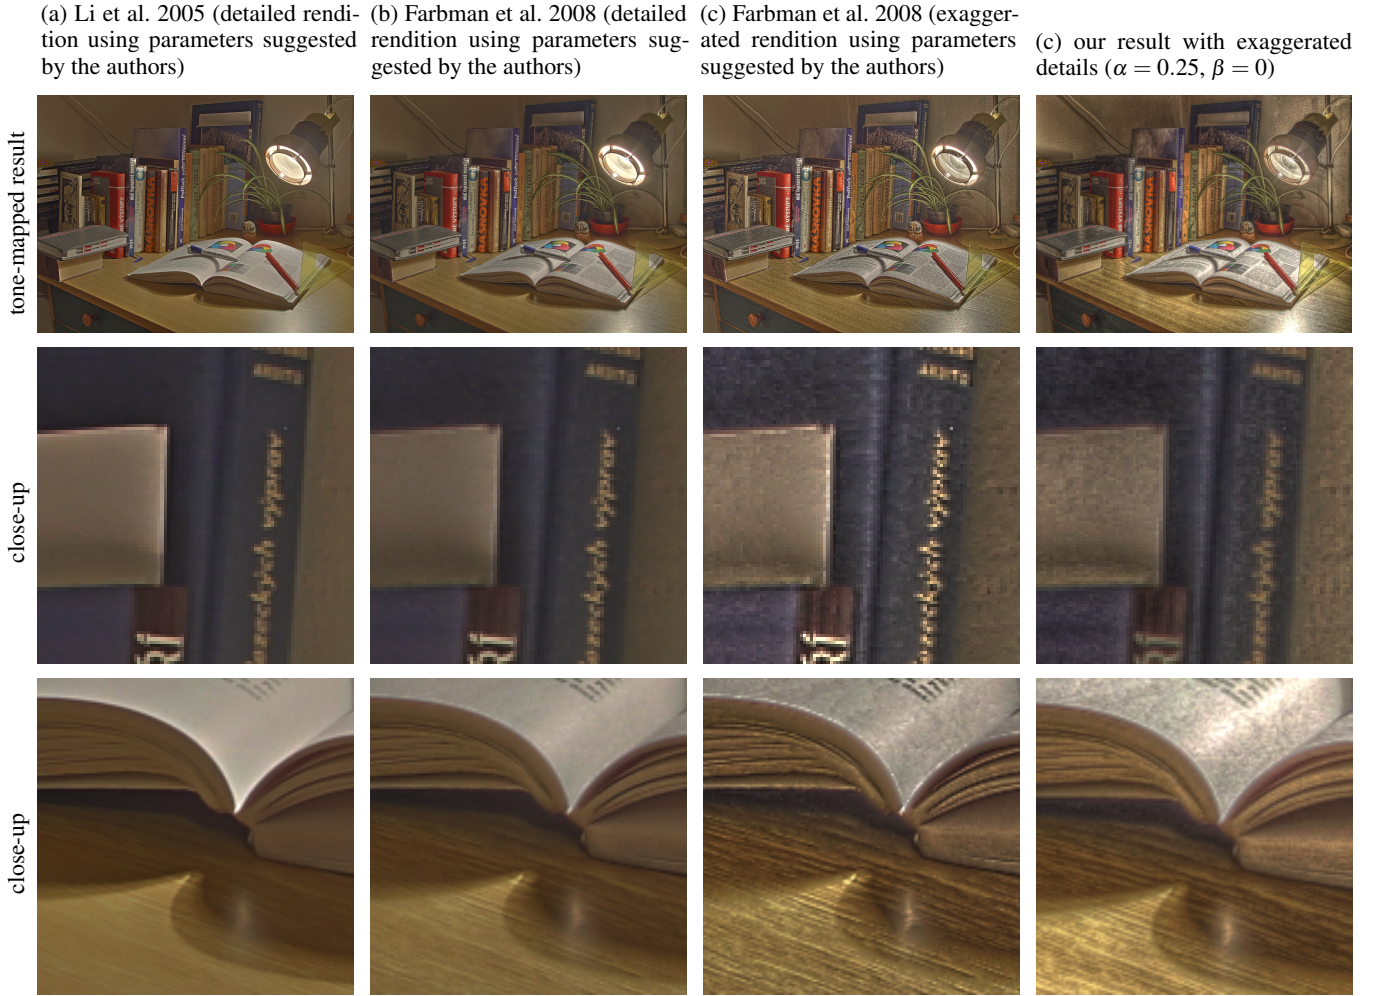 (a) Li et al. 2005 (detailed rendi-
tion using parameters suggested
by the authors)
(b) Farbman et al. 2008 (detailed
rendition using parameters sug-
gested by the authors)
(c) Farbman et al. 2008 (exagger-
ated rendition using parameters
suggested by the authors)
(c) our result with exaggerated
details (α = 0.25, β = 0)
tone-mapped result
close-up
close-up